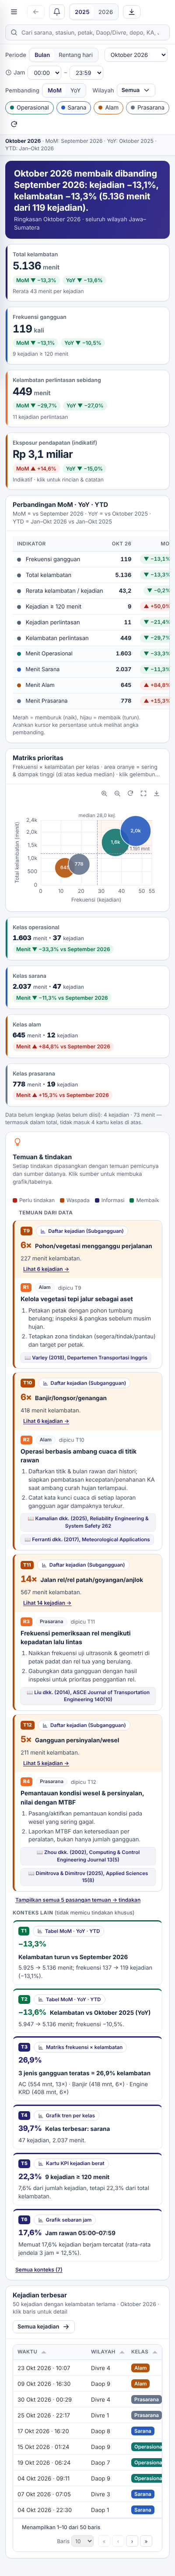 2025 2026
Cari sarana, stasiun, petak, Daop/Divre, depo, KA, .
Periode Bulan Rentang hari Oktober 2026
Jam 00:00 – 23:59
Pembanding MoM YoY Wilayah Semua
Operasional Sarana Alam Prasarana
Oktober 2026 · MoM: September 2026 · YoY: Oktober 2025 · YTD: Jan–Okt 2026
Oktober 2026 membaik dibanding
September 2026: kejadian −13,1%,
kelambatan −13,3% (5.136 menit
dari 119 kejadian).
Ringkasan Oktober 2026 · seluruh wilayah Jawa–
Sumatera
Total kelambatan
5.136 menit
MoM ▼ −13,3% YoY ▼ −13,6%
Rerata 43 menit per kejadian
Frekuensi gangguan
119 kali
MoM ▼ −13,1% YoY ▼ −10,5%
9 kejadian ≥ 120 menit
Kelambatan perlintasan sebidang
449 menit
MoM ▼ −28,7% YoY ▼ −27,0%
11 kejadian perlintasan
Eksposur pendapatan (indikatif)
Rp 3,1 miliar
MoM ▲ +14,8% YoY ▼ −15,0%
Indikatif · klik untuk rincian & catatan
Perbandingan MoM · YoY · YTD
MoM = vs September 2026 · YoY = vs Oktober 2025 ·
YTD = Jan–Okt 2026 vs Jan–Okt 2025
INDIKATOR OKT 26 MO
Frekuensi gangguan 119 ▼ −13,1%
Total kelambatan 5.136 ▼ −13,3%
Rerata kelambatan / kejadian 43,2 ▼ −0,2%
Kejadian ≥ 120 menit 9 ▲ +50,0%
Kejadian perlintasan 11 ▼ −21,4%
Kelambatan perlintasan 449 ▼ −28,7%
Menit Operasional 1.603 ▼ −33,3%
Menit Sarana 2.037 ▼ −11,3%
Menit Alam 645 ▲ +84,8%
Menit Prasarana 778 ▲ +15,3%
Merah = memburuk (naik), hijau = membaik (turun).
Arahkan kursor ke pembanding untuk melihat angka
pembanding.
Matriks prioritas
Frekuensi × kelambatan per kelas · area oranye = sering
& dampak tinggi (di atas kedua median) · klik gelembun…
median 28,0 kej.
Total kelambatan (menit)
2,4k
2,0k
1,5k
1,0k
500
0
645
778
1,6k
2,0k
1.190 mnt
0 10 20 30 40 50 55
Frekuensi (kejadian)
Kelas operasional
1.603 menit · 37 kejadian
Menit ▼ −33,3% vs September 2026
Kelas sarana
2.037 menit · 47 kejadian
Menit ▼ −11,3% vs September 2026
Kelas alam
645 menit · 12 kejadian
Menit ▲ +84,8% vs September 2026
Kelas prasarana
778 menit · 19 kejadian
Menit ▲ +15,3% vs September 2026
Data belum lengkap (kelas belum diisi): 4 kejadian · 73 menit —
termasuk dalam total, tidak masuk 4 kartu kelas di atas.
Temuan & tindakan
Setiap tindakan dipasangkan dengan temuan pemicunya
dan sumber datanya. Klik sumber untuk membuka
grafik/tabelnya.
Perlu tindakan Waspada Informasi Membaik
TEMUAN DARI DATA
T9 Daftar kejadian (Subgangguan)
6× Pohon/vegetasi mengganggu perjalanan
227 menit kelambatan.
Lihat 6 kejadian →
R1 Alam dipicu T9
Kelola vegetasi tepi jalur sebagai aset
1. Petakan petak dengan pohon tumbang
berulang; inspeksi & pangkas sebelum musim
hujan.
2. Tetapkan zona tindakan (segera/tindak/pantau)
dan target per petak.
Varley (2018), Departemen Transportasi Inggris
T10 Daftar kejadian (Subgangguan)
6× Banjir/longsor/genangan
418 menit kelambatan.
Lihat 6 kejadian →
R2 Alam dipicu T10
Operasi berbasis ambang cuaca di titik
rawan
1. Daftarkan titik & bulan rawan dari histori;
siapkan pembatasan kecepatan/penahanan KA
saat ambang curah hujan terlampaui.
2. Catat kata kunci cuaca di setiap laporan
gangguan agar dampaknya terukur.
Kamalian dkk. (2025), Reliability Engineering &
System Safety 262
Ferranti dkk. (2017), Meteorological Applications
T11 Daftar kejadian (Subgangguan)
14× Jalan rel/rel patah/goyangan/anjlok
567 menit kelambatan.
Lihat 14 kejadian →
R3 Prasarana dipicu T11
Frekuensi pemeriksaan rel mengikuti
kepadatan lalu lintas
1. Naikkan frekuensi uji ultrasonik & geometri di
petak padat dan rel tua yang berulang.
2. Gabungkan data gangguan dengan hasil
inspeksi untuk prioritas penggantian rel.
Liu dkk. (2014), ASCE Journal of Transportation
Engineering 140(10)
T12 Daftar kejadian (Subgangguan)
5× Gangguan persinyalan/wesel
211 menit kelambatan.
Lihat 5 kejadian →
R4 Prasarana dipicu T12
Pemantauan kondisi wesel & persinyalan,
nilai dengan MTBF
1. Pasang/aktifkan pemantauan kondisi pada
wesel yang sering gagal.
2. Laporkan MTBF dan ketersediaan per
peralatan, bukan hanya jumlah gangguan.
Zhou dkk. (2002), Computing & Control
Engineering Journal 13(5)
Dimitrova & Dimitrov (2025), Applied Sciences
15(8)
Tampilkan semua 5 pasangan temuan → tindakan
KONTEKS LAIN (tidak memicu tindakan khusus)
T1 Tabel MoM · YoY · YTD
−13,3%
Kelambatan turun vs September 2026
5.925 → 5.136 menit; frekuensi 137 → 119 kejadian
(−13,1%).
T2 Tabel MoM · YoY · YTD
−13,6% Kelambatan vs Oktober 2025 (YoY)
5.947 → 5.136 menit; frekuensi −10,5%.
T3 Matriks frekuensi × kelambatan
26,9%
3 jenis gangguan teratas = 26,9% kelambatan
AC (554 mnt, 13×) · Banjir (418 mnt, 6×) · Engine
KRD (408 mnt, 6×)
T4 Grafik tren per kelas
39,7% Kelas terbesar: sarana
47 kejadian, 2.037 menit.
T5 Kartu KPI kejadian berat
22,3% 9 kejadian ≥ 120 menit
7,6% dari jumlah kejadian, tetapi 22,3% dari total
kelambatan.
T6 Grafik sebaran jam
17,6% Jam rawan 05:00–07:59
Memuat 17,6% kejadian berjam tercatat (rata-rata
jendela 3 jam = 12,5%).
Semua konteks (7)
Kejadian terbesar
50 kejadian dengan kelambatan terlama · Oktober 2026 ·
klik baris untuk detail
Semua kejadian →
WAKTU WILAYAH KELAS
23 Okt 2026 · 10:07 Divre 4 Alam
09 Okt 2026 · 16:30 Daop 9 Alam
30 Okt 2026 · 00:29 Divre 4 Prasarana
25 Okt 2026 · 22:17 Divre 1 Prasarana
17 Okt 2026 · 16:20 Daop 8 Sarana
15 Okt 2026 · 01:24 Daop 9 Operasiona
19 Okt 2026 · 06:24 Daop 7 Operasiona
04 Okt 2026 · 09:11 Daop 9 Operasiona
07 Okt 2026 · 07:05 Divre 3 Sarana
04 Okt 2026 · 22:30 Daop 1 Sarana
Menampilkan 1–10 dari 50 baris
Baris 10 « ‹ › »